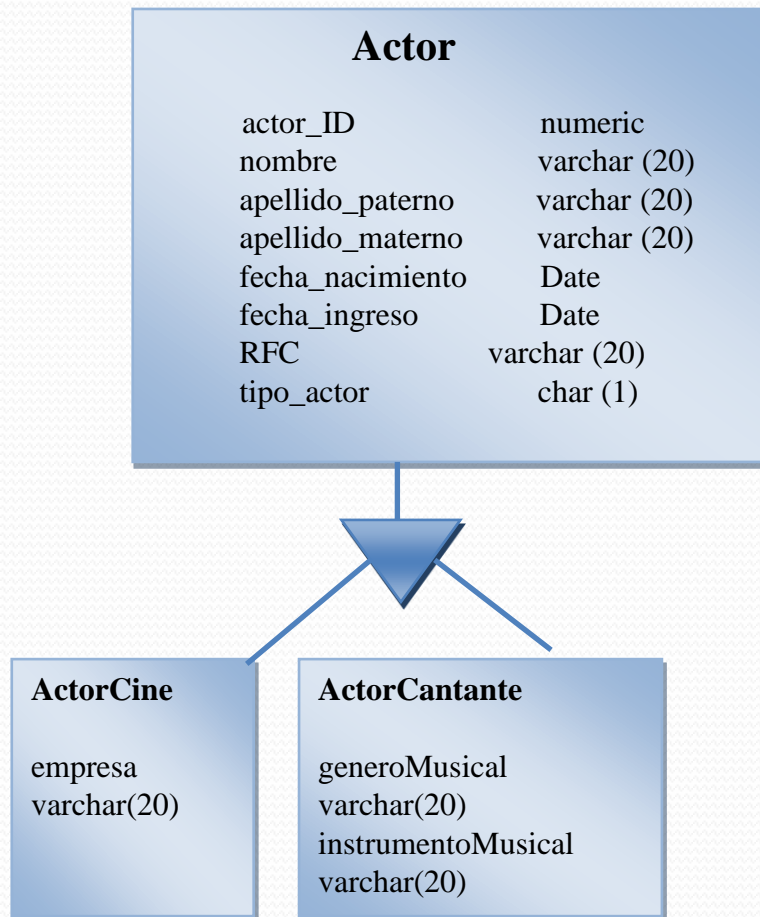 Actor
actor_ID numeric
nombre varchar (20)
apellido_paterno varchar (20)
apellido_materno varchar (20)
fecha_nacimiento Date
fecha_ingreso Date
RFC varchar (20)
tipo_actor char (1)
ActorCine
empresa
varchar(20)
ActorCantante
generoMusical
varchar(20)
instrumentoMusical
varchar(20)